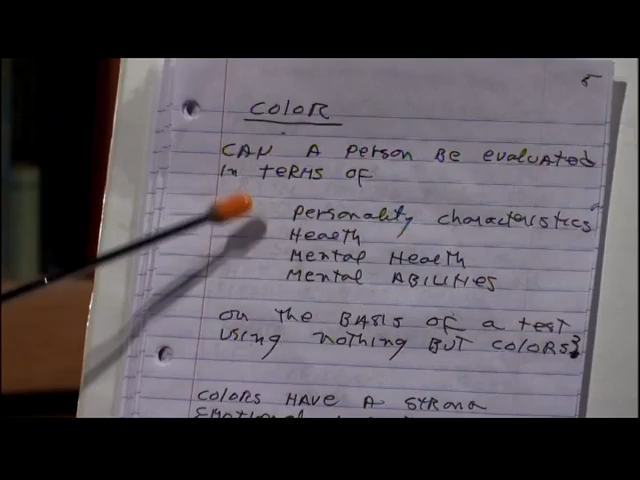 5
COLOR
CAN A PERSON BE EVALUATED
IN TERMS OF
PERSONALITY CHARACTERISTICS
HEALTH
MENTAL HEALTH
MENTAL ABILITIES
ON THE BASIS OF A TEST
USING NOTHING BUT COLORS?
COLORS HAVE A STRONG
EMOTIONAL